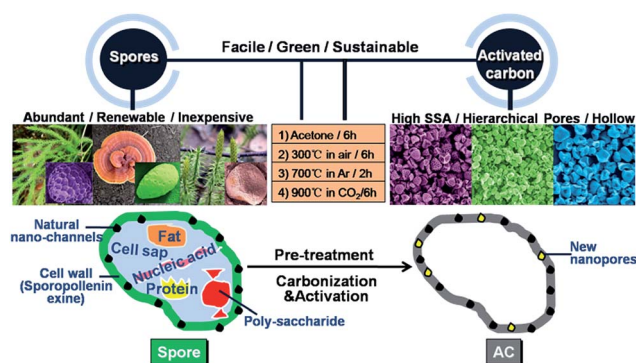 Spores
Facile / Green / Sustainable
Activated
carbon
Abundant / Renewable / Inexpensive
High SSA / Hierarchical Pores / Hollow
1) Acetone / 6h
2) 300℃ in air / 6h
3) 700℃ in Ar / 2h
4) 900℃ in CO₂/6h
Natural
nano-channels
Cell wall
(Sporopollenin
exine)
Fat
Cell sap
Nucleic acid
Protein
Poly-saccharide
Spore
Pre-treatment
Carbonization
&Activation
New
nanopores
AC